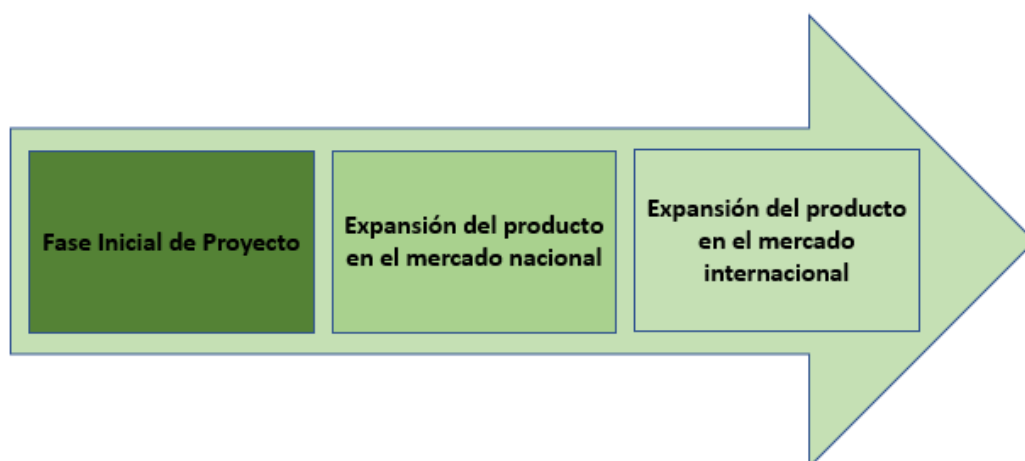 Fase Inicial de Proyecto
Expansión del producto
en el mercado nacional
Expansión del producto
en el mercado
internacional